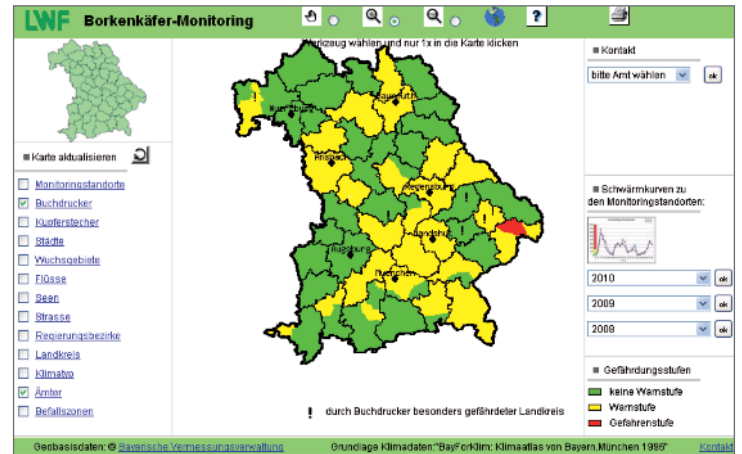 LWF Borkenkäfer-Monitoring ?
Werkzeug wählen und nur 1x in die Karte klicken
Karte aktualisieren
Monitoringstandorte
Buchdrucker
Kupferstecher
Städte
Wuchsgebiete
Flüsse
Seen
Strasse
Regierungsbezirke
Landkreis
Klimatyp
Ämter
Befallszonen
Bayreuth
Wuerzburg
Ansbach
Regensburg
Landshut
Augsburg
Muenchen
! durch Buchdrucker besonders gefährdeter Landkreis
Kontakt
bitte Amt wählen ok
Schwärmkurven zu
den Monitoringstandorten:
2010 ok
2009 ok
2008 ok
Gefährdungsstufen
keine Warnstufe
Warnstufe
Gefahrenstufe
Geobasisdaten: © Bayerische Vermessungsverwaltung Grundlage Klimadaten:"BayForKlim: Klimaatlas von Bayern.München 1996" Kontakt